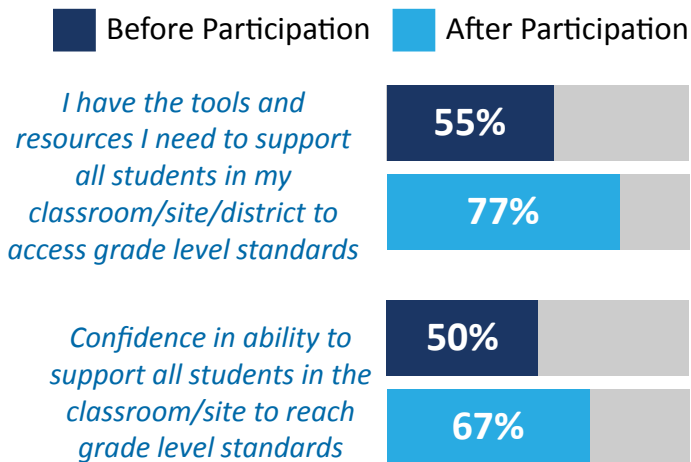 Before Participation After Participation
I have the tools and
resources I need to support
all students in my
classroom/site/district to
access grade level standards
55%
77%
Confidence in ability to
support all students in the
classroom/site to reach
grade level standards
50%
67%